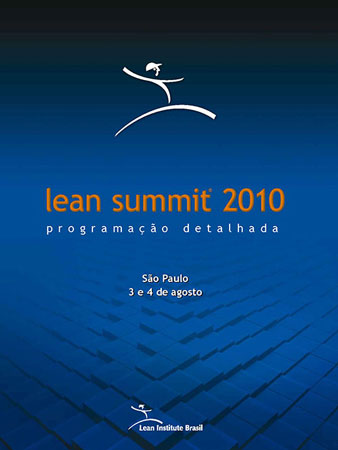 lean summit® 2010
programação detalhada
São Paulo
3 e 4 de agosto
Lean Institute Brasil